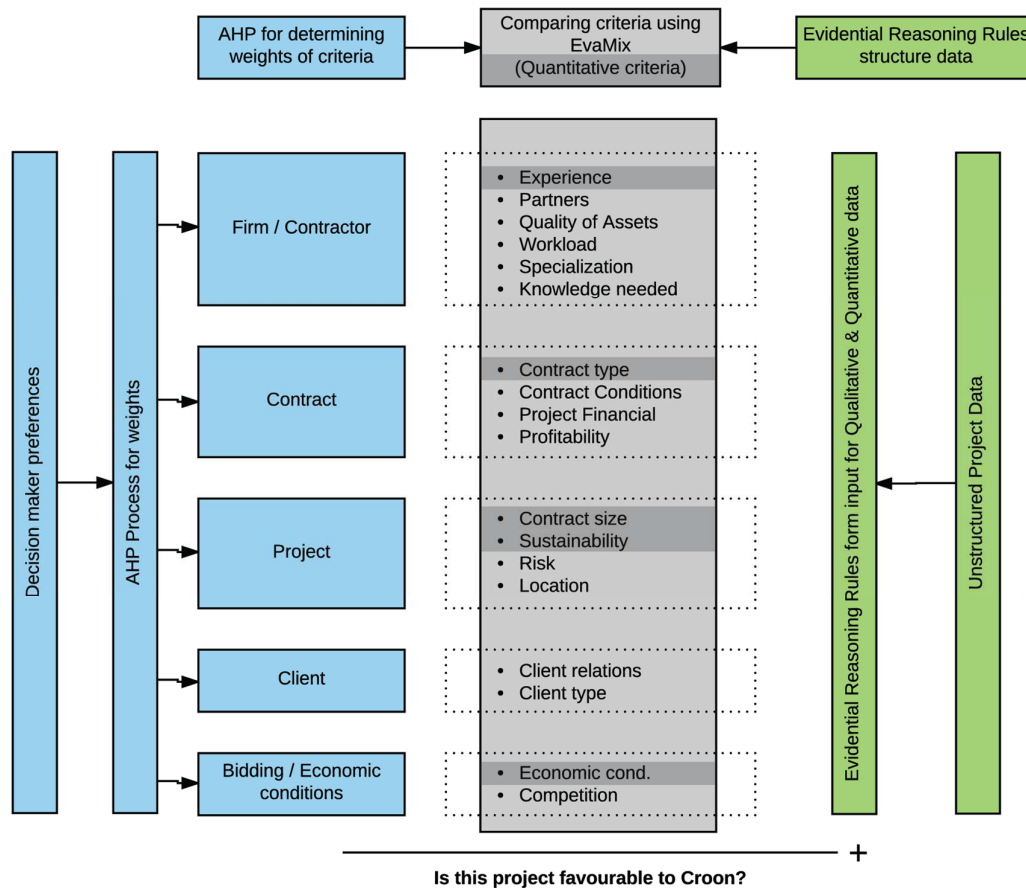 AHP for determining
weights of criteria
Comparing criteria using
EvaMix
(Quantitative criteria)
Evidential Reasoning Rules
structure data
Decision maker preferences
AHP Process for weights
Firm / Contractor
• Experience
• Partners
• Quality of Assets
• Workload
• Specialization
• Knowledge needed
Contract
• Contract type
• Contract Conditions
• Project Financial
• Profitability
Project
• Contract size
• Sustainability
• Risk
• Location
Client
• Client relations
• Client type
Bidding / Economic
conditions
• Economic cond.
• Competition
Evidential Reasoning Rules form input for Qualitative & Quantitative data
Unstructured Project Data
+
Is this project favourable to Croon?